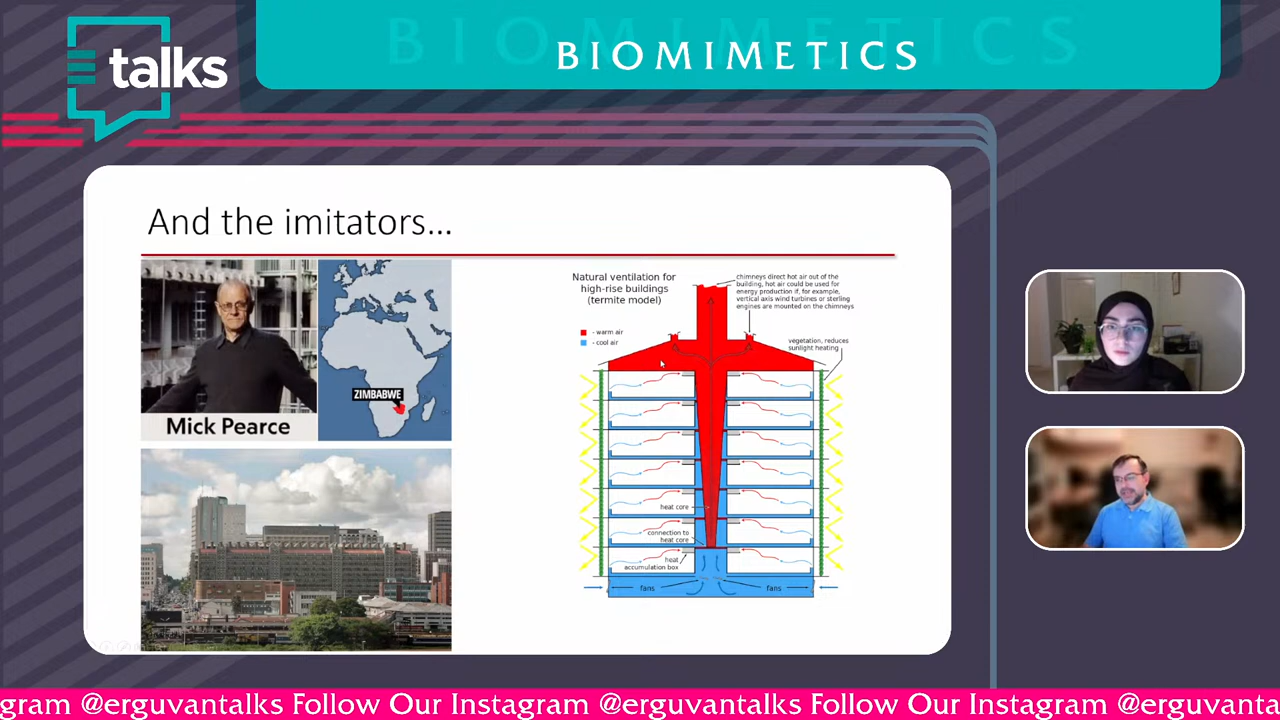 talks
BIOMIMETICS
BIOMIMETICS
And the imitators...
Mick Pearce
ZIMBABWE
Natural ventilation for
high-rise buildings
(termite model)
- warm air
- cool air
chimneys direct hot air out of the
building, hot air could be used for
energy production if, for example,
vertical axis wind turbines or sterling
engines are mounted on the chimneys
vegetation, reduces
sunlight heating
heat core
connection to
heat core
heat
accumulation box
fans
fans
gram @erguvantalks Follow Our Instagram @erguvantalks Follow Our Instagram @erguvanta